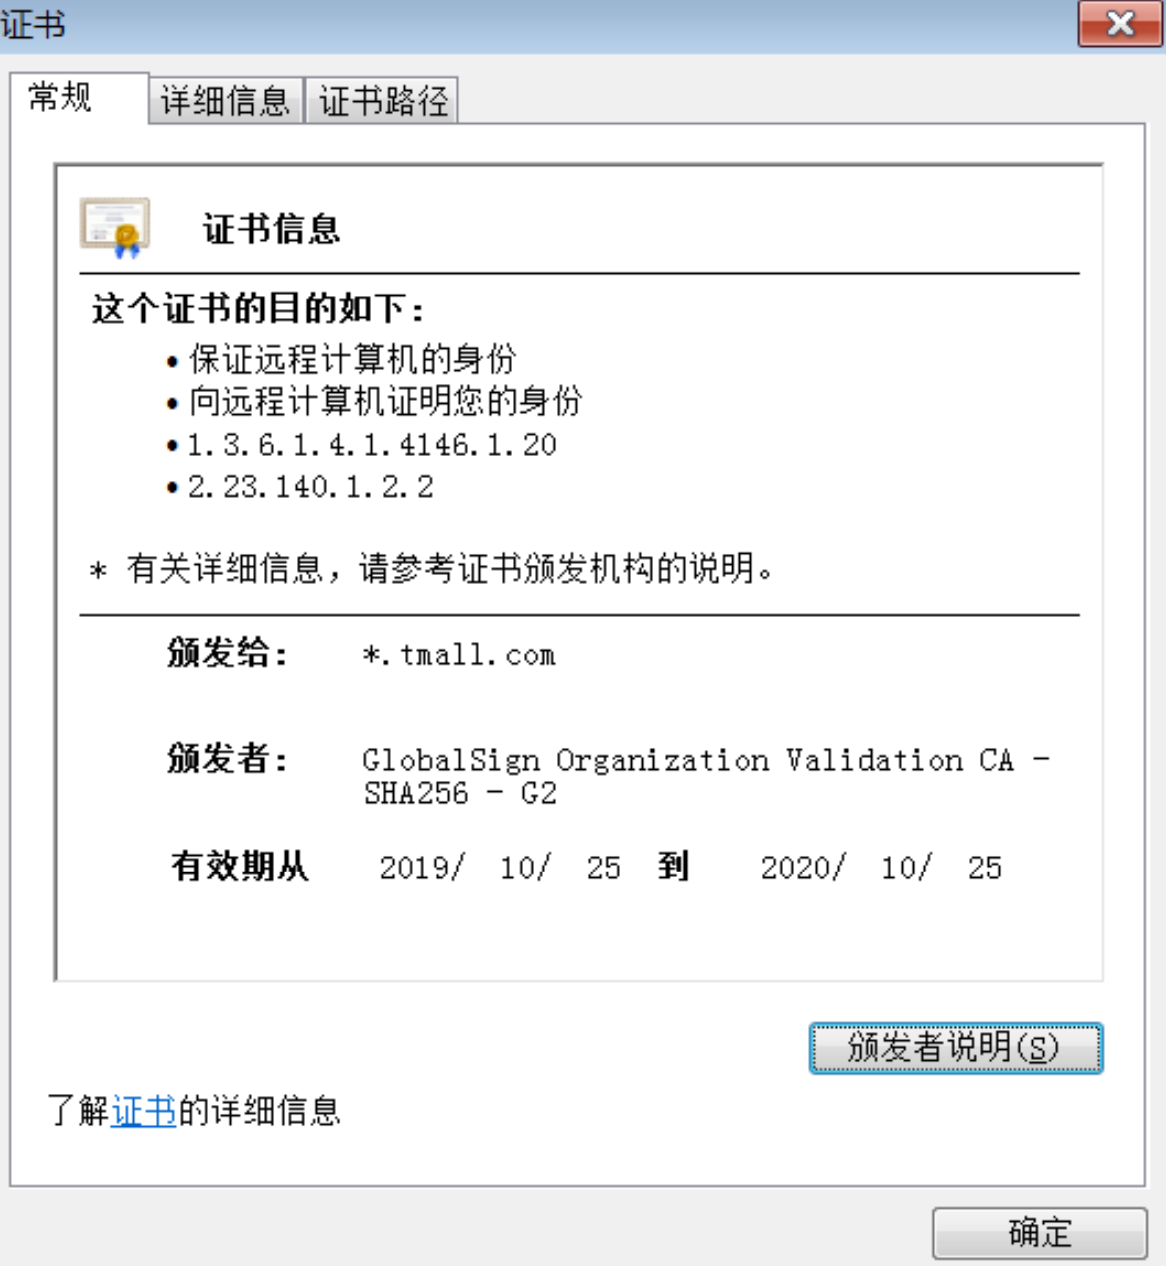 证书
常规 详细信息 证书路径
证书信息
这个证书的目的如下:
• 保证远程计算机的身份
• 向远程计算机证明您的身份
• 1.3.6.1.4.1.4146.1.20
• 2.23.140.1.2.2
* 有关详细信息，请参考证书颁发机构的说明。
颁发给: *.tmall.com
颁发者: GlobalSign Organization Validation CA -
SHA256 - G2
有效期从 2019/ 10/ 25 到 2020/ 10/ 25
颁发者说明(S)
了解证书的详细信息
确定